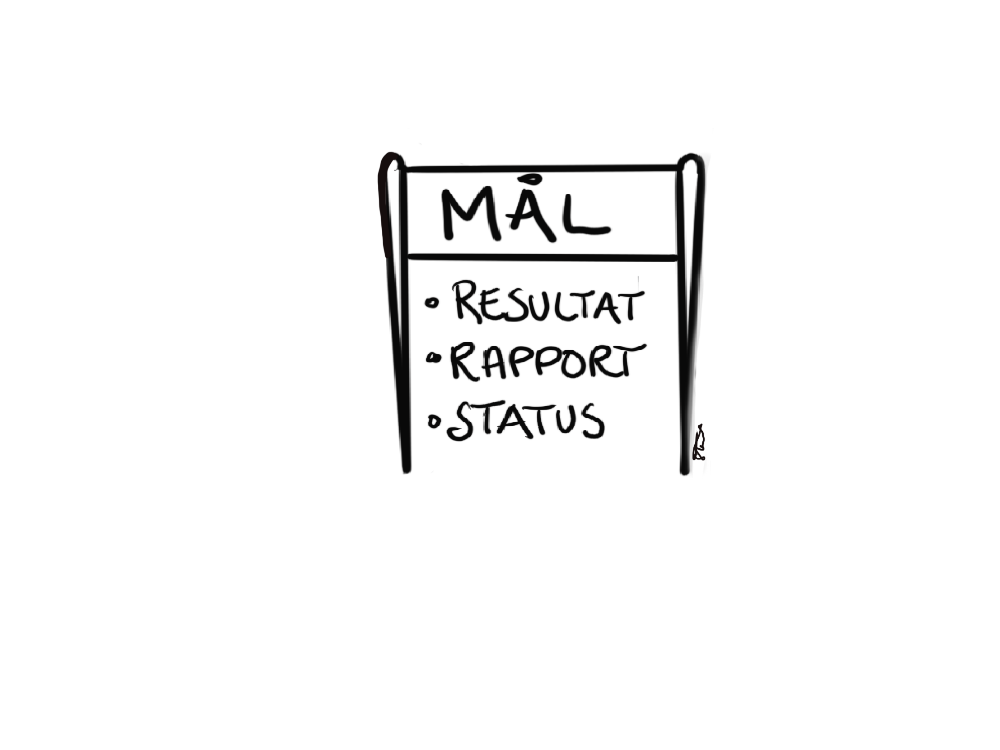 MÅL
• RESULTAT
• RAPPORT
• STATUS